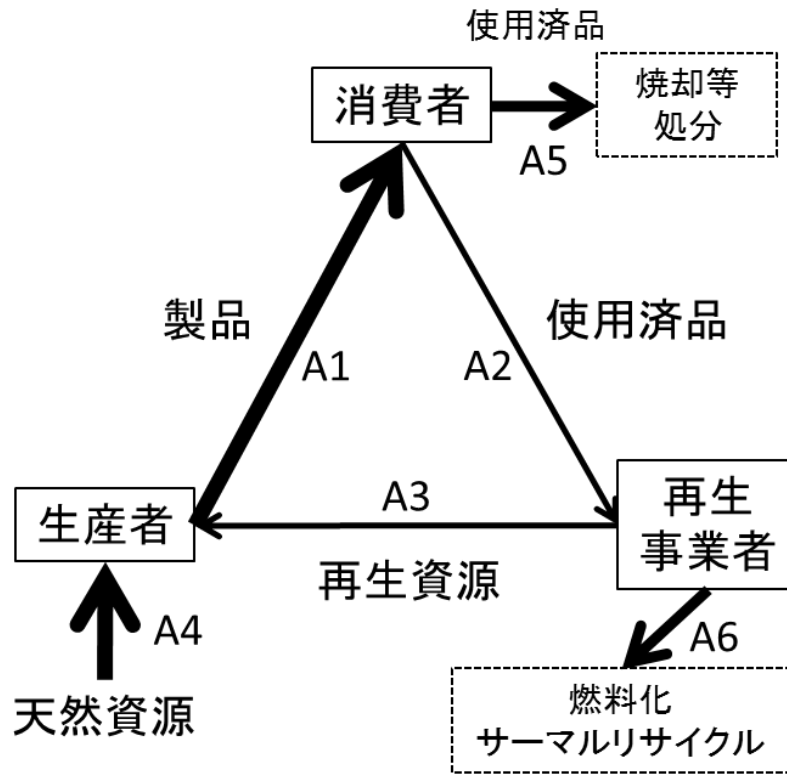 使用済品
消費者
焼却等
処分
A5
製品
使用済品
A1
A2
A3
生産者
再生
事業者
再生資源
A4
A6
天然資源
燃料化
サーマルリサイクル